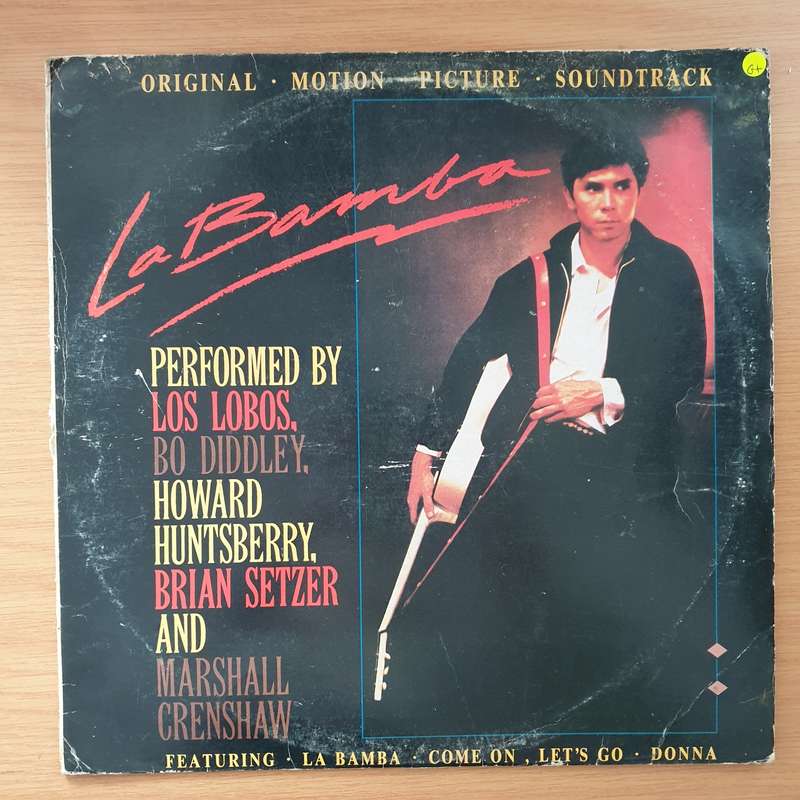 ORIGINAL · MOTION PICTURE · SOUNDTRACK
G+
La Bamba
PERFORMED BY
LOS LOBOS,
BO DIDDLEY,
HOWARD
HUNTSBERRY,
BRIAN SETZER
AND
MARSHALL
CRENSHAW
FEATURING · LA BAMBA · COME ON, LET'S GO · DONNA